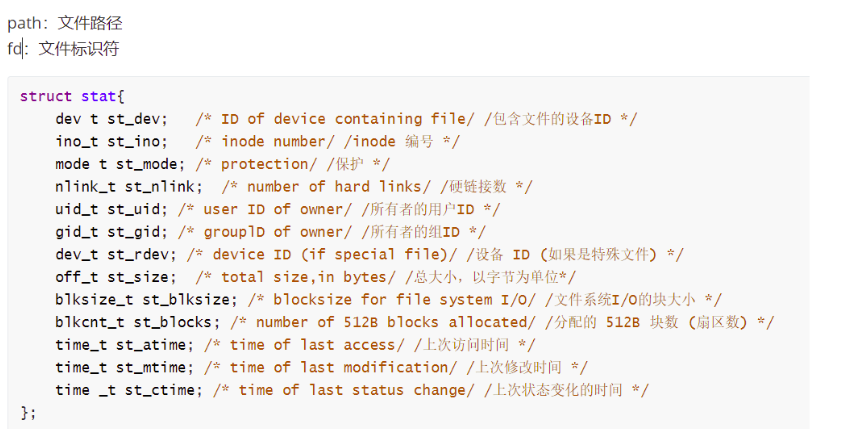 path：文件路径
fd：文件标识符
struct stat{
dev t st_dev; /* ID of device containing file/ /包含文件的设备ID */
ino_t st_ino; /* inode number/ /inode 编号 */
mode t st_mode; /* protection/ /保护 */
nlink_t st_nlink; /* number of hard links/ /硬链接数 */
uid_t st_uid; /* user ID of owner/ /所有者的用户ID */
gid_t st_gid; /* grouplD of owner/ /所有者的组ID */
dev_t st_rdev; /* device ID (if special file)/ /设备 ID (如果是特殊文件) */
off_t st_size; /* total size,in bytes/ /总大小，以字节为单位*/
blksize_t st_blksize; /* blocksize for file system I/O/ /文件系统I/O的块大小 */
blkcnt_t st_blocks; /* number of 512B blocks allocated/ /分配的 512B 块数 (扇区数) */
time_t st_atime; /* time of last access/ /上次访问时间 */
time_t st_mtime; /* time of last modification/ /上次修改时间 */
time _t st_ctime; /* time of last status change/ /上次状态变化的时间 */
};